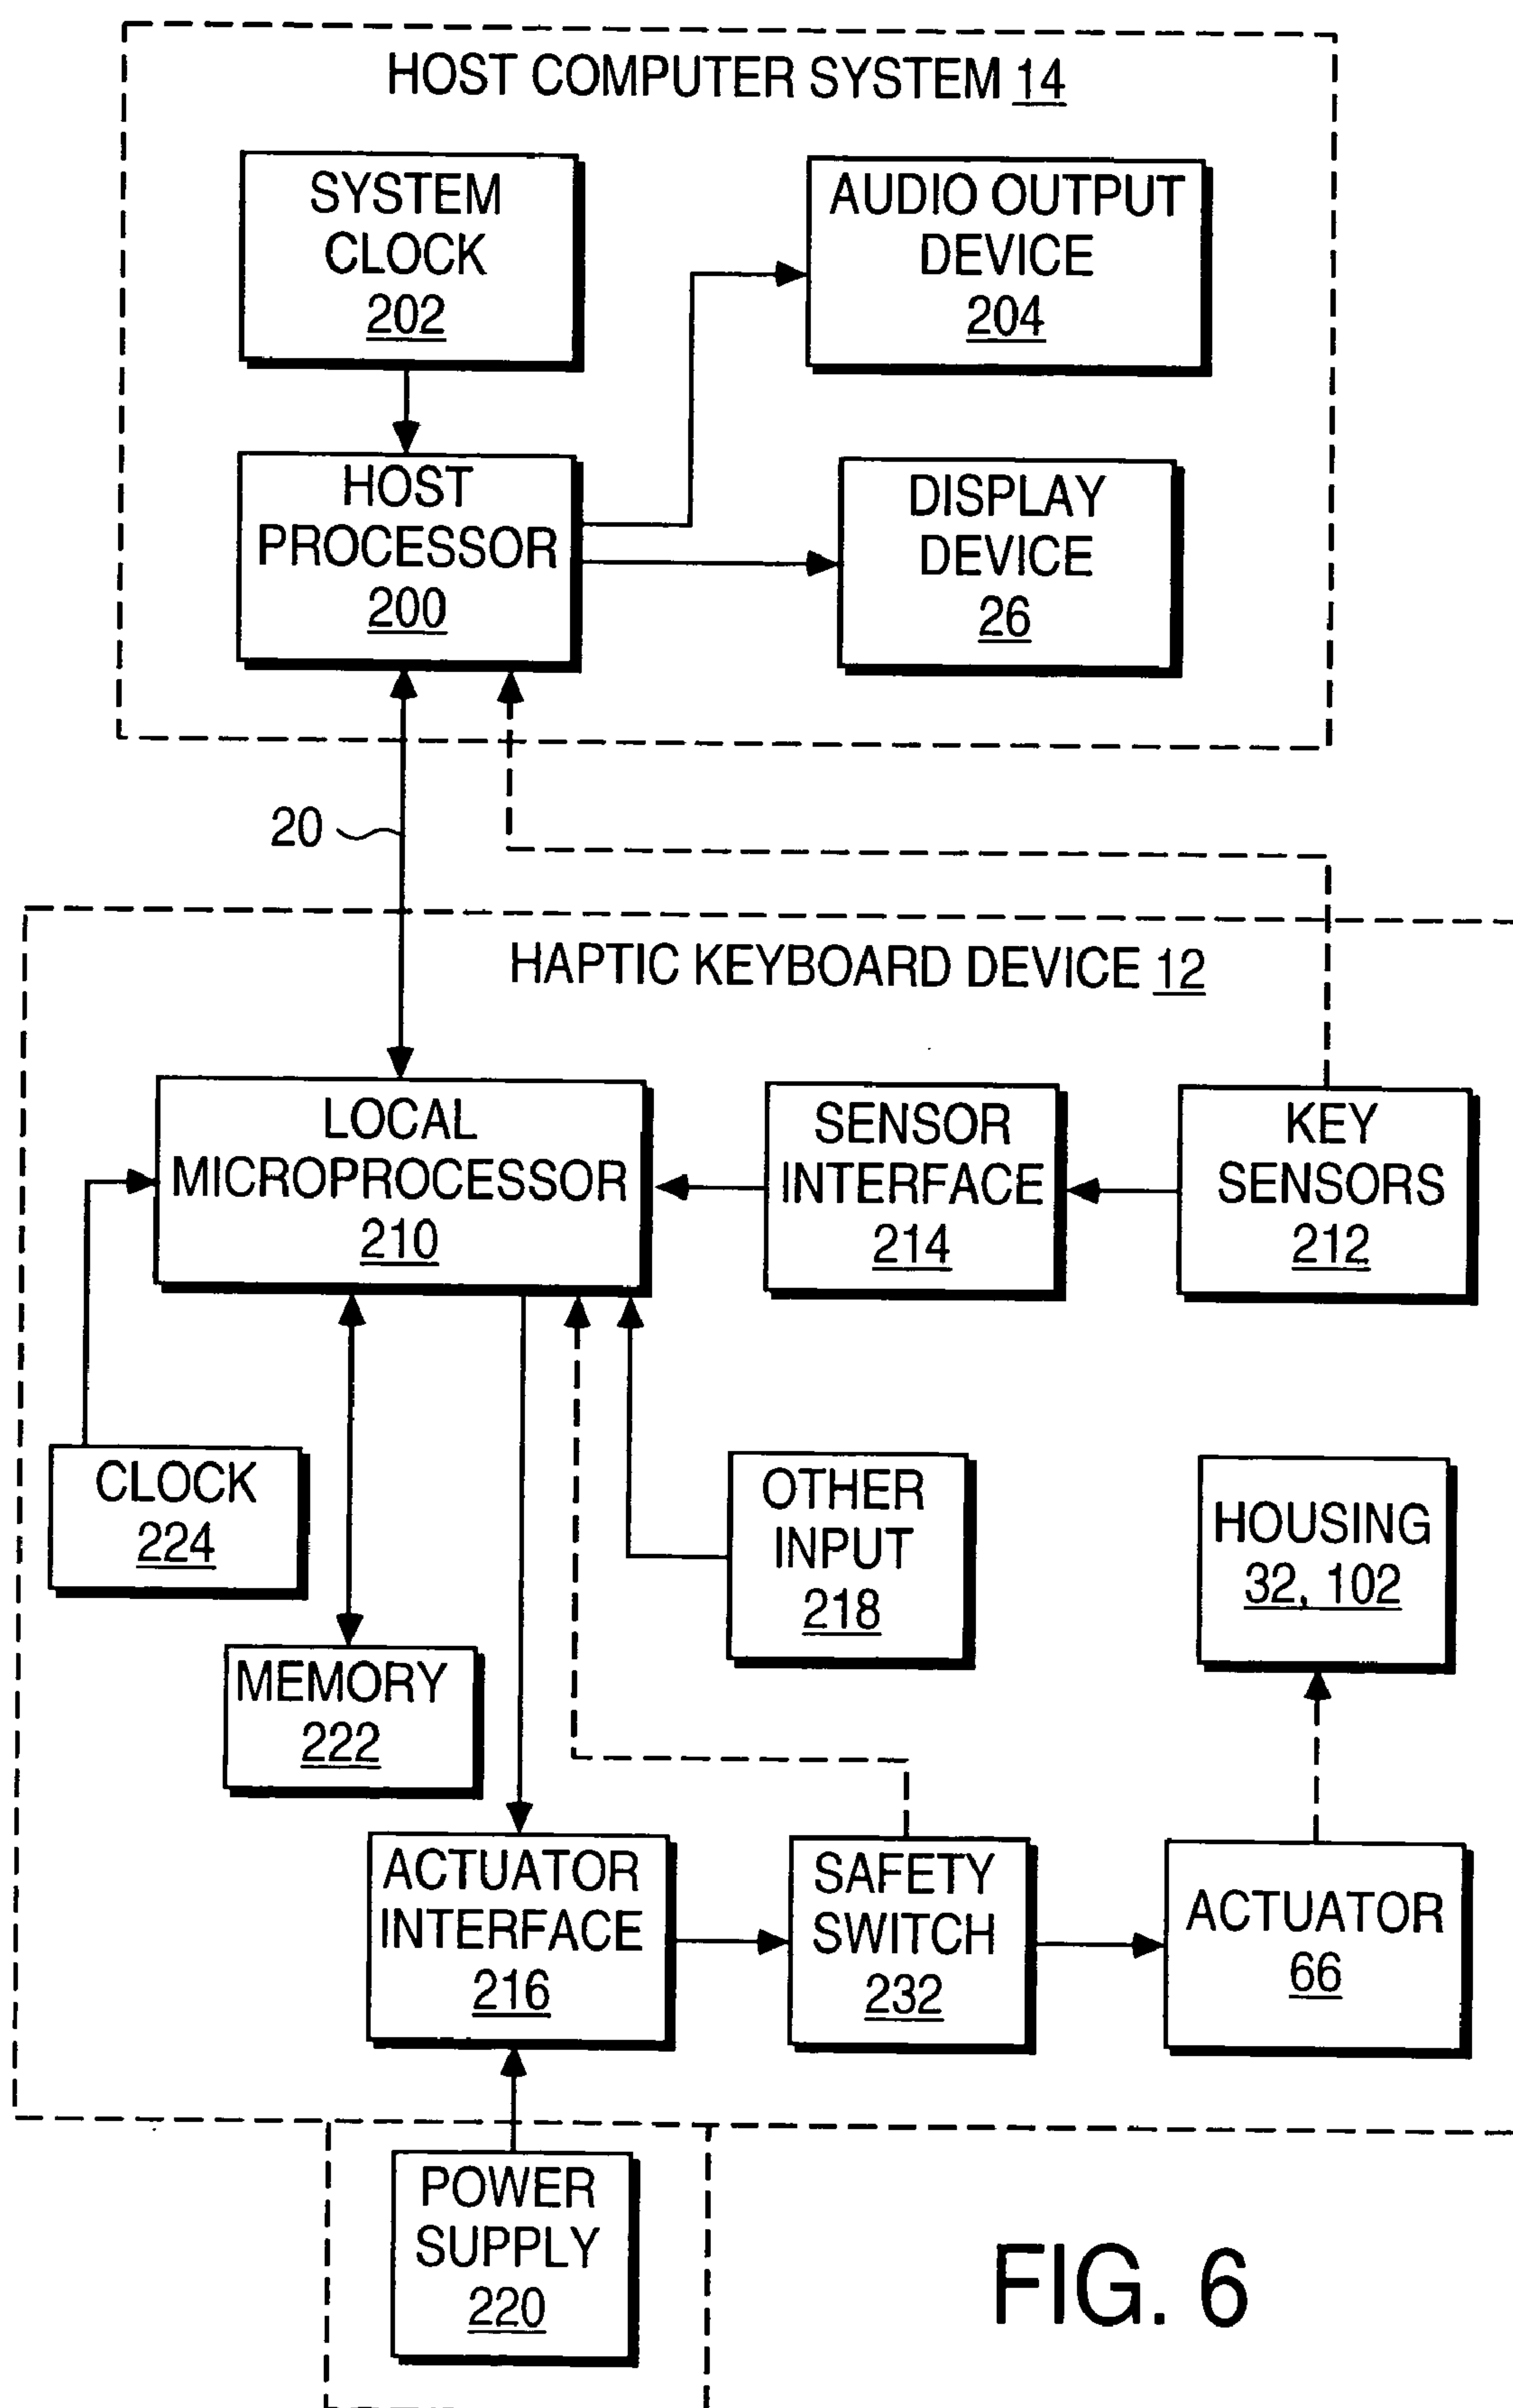 HOST COMPUTER SYSTEM 14
SYSTEM
CLOCK
202
AUDIO OUTPUT
DEVICE
204
HOST
PROCESSOR
200
DISPLAY
DEVICE
26
20
HAPTIC KEYBOARD DEVICE 12
LOCAL
MICROPROCESSOR
210
SENSOR
INTERFACE
214
KEY
SENSORS
212
CLOCK
224
OTHER
INPUT
218
HOUSING
32, 102
MEMORY
222
ACTUATOR
INTERFACE
216
SAFETY
SWITCH
232
ACTUATOR
66
POWER
SUPPLY
220
FIG. 6